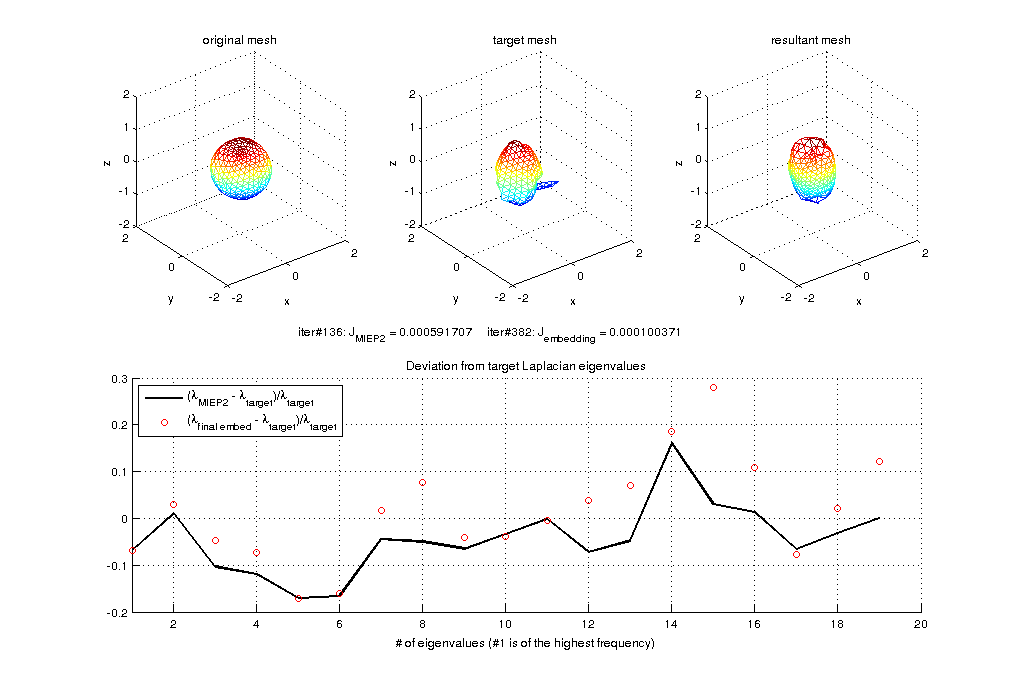 original mesh target mesh resultant mesh
2 2 2
1 1 1
0 0 0
-1 -1 -1
-2 -2 -2
z z z
2 0 -2 -2 0 2
y x
2 0 -2 -2 0 2
y x
2 0 -2 -2 0 2
y x
iter#136: J_MIEP2 = 0.000591707 iter#382: J_embedding = 0.000100371
Deviation from target Laplacian eigenvalues
(λ_MIEP2 - λ_target)/λ_target
(λ_final embed - λ_target)/λ_target
0.3
0.2
0.1
0
-0.1
-0.2
2 4 6 8 10 12 14 16 18 20
# of eigenvalues (#1 is of the highest frequency)